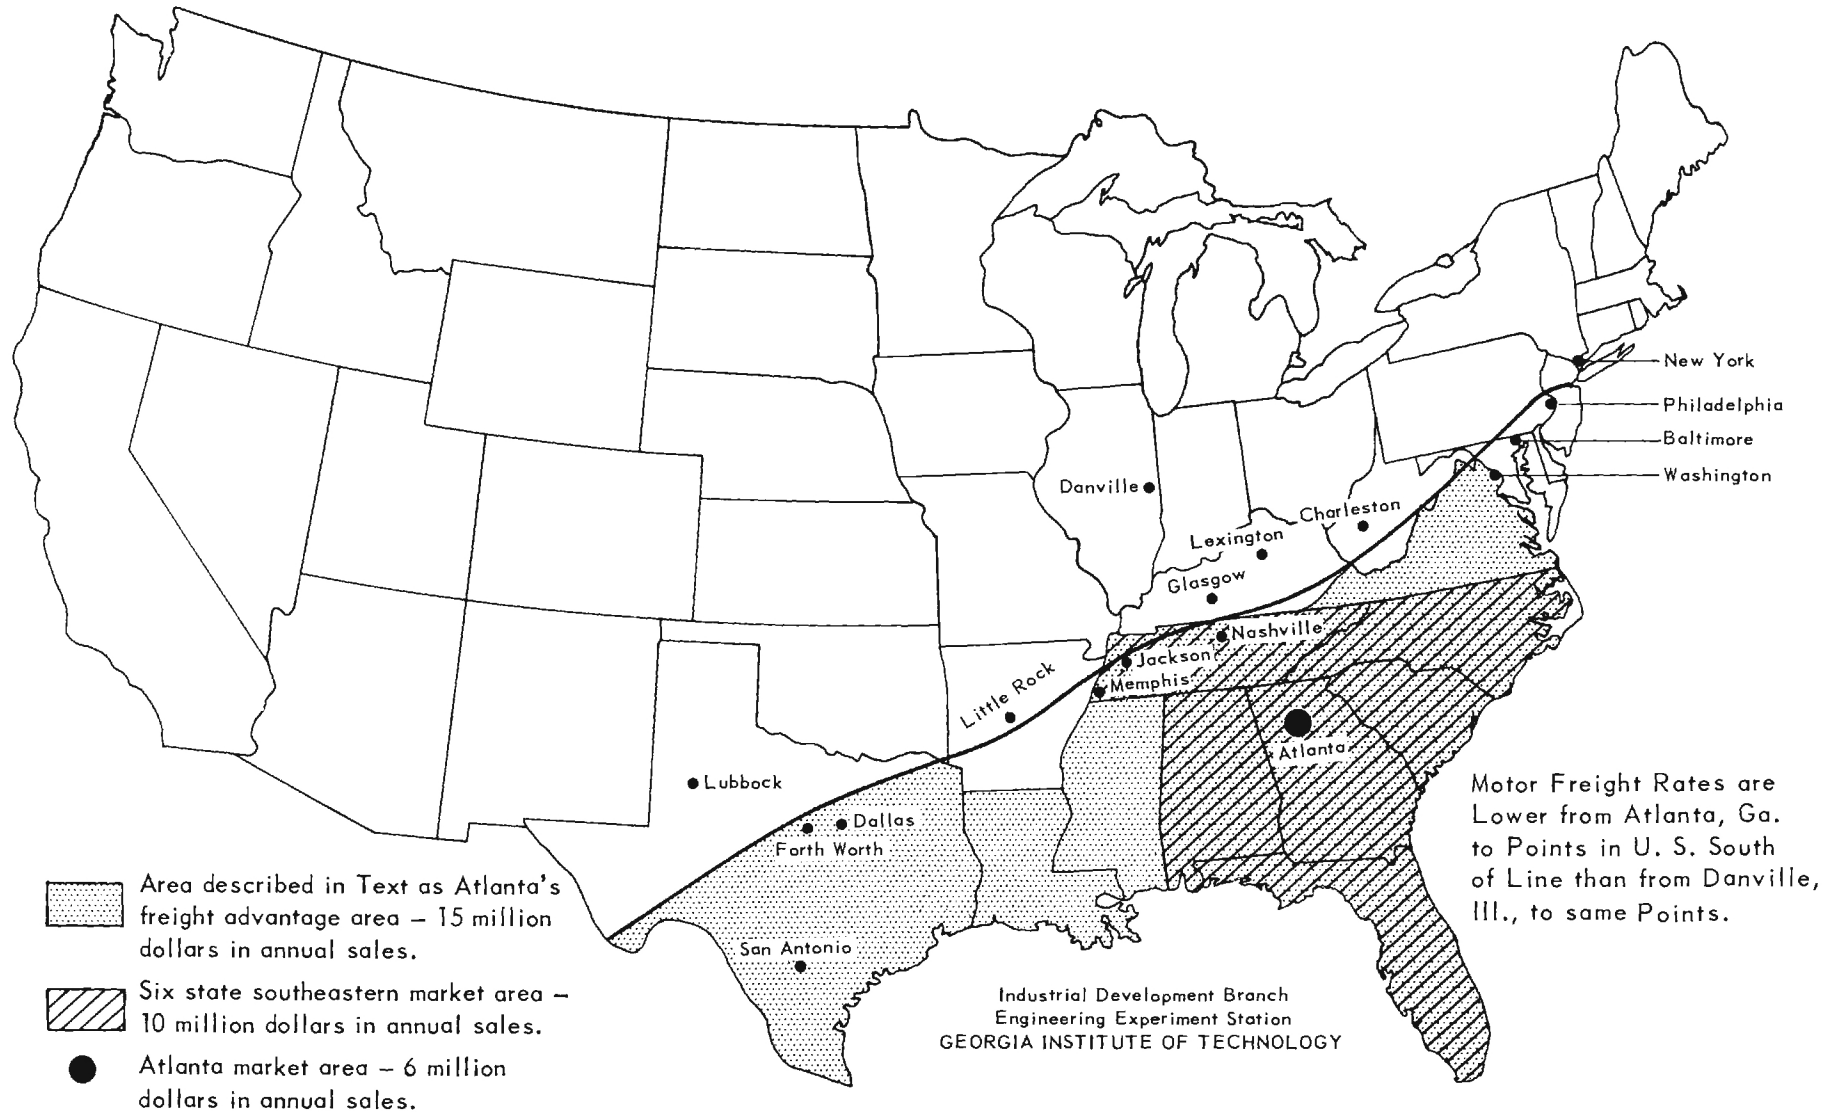 New York
Philadelphia
Baltimore
Washington
Danville
Charleston
Lexington
Glasgow
Nashville
Jackson
Memphis
Little Rock
Atlanta
Lubbock
Dallas
Forth Worth
San Antonio
Motor Freight Rates are
Lower from Atlanta, Ga.
to Points in U. S. South
of Line than from Danville,
Ill., to same Points.
Area described in Text as Atlanta's
freight advantage area – 15 million
dollars in annual sales.
Six state southeastern market area –
10 million dollars in annual sales.
Atlanta market area – 6 million
dollars in annual sales.
Industrial Development Branch
Engineering Experiment Station
GEORGIA INSTITUTE OF TECHNOLOGY